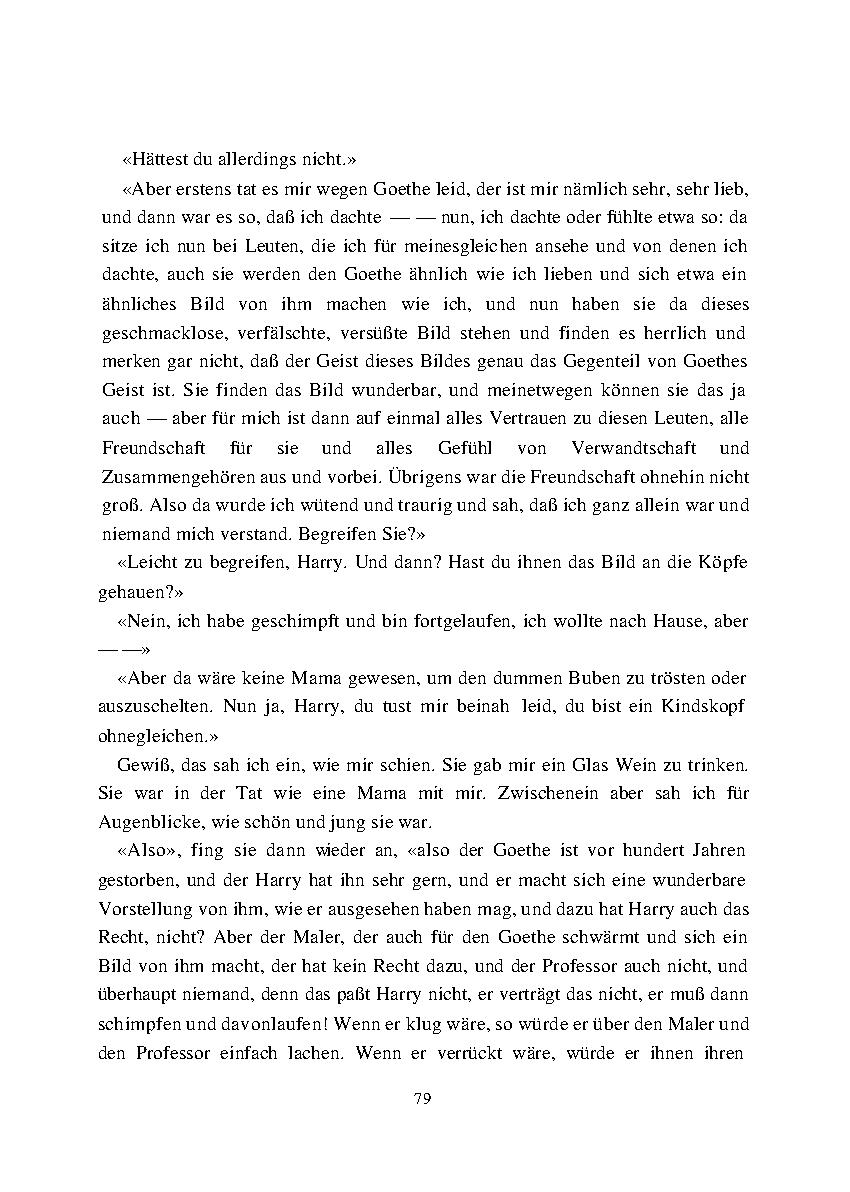 «Hättest du allerdings nicht.»
«Aber erstens tat es mir wegen Goethe leid, der ist mir nämlich sehr, sehr lieb,
und dann war es so, daß ich dachte — — nun, ich dachte oder fühlte etwa so: da
sitze ich nun bei Leuten, die ich für meinesgleichen ansehe und von denen ich
dachte, auch sie werden den Goethe ähnlich wie ich lieben und sich etwa ein
ähnliches Bild von ihm machen wie ich, und nun haben sie da dieses
geschmacklose, verfälschte, versüßte Bild stehen und finden es herrlich und
merken gar nicht, daß der Geist dieses Bildes genau das Gegenteil von Goethes
Geist ist. Sie finden das Bild wunderbar, und meinetwegen können sie das ja
auch — aber für mich ist dann auf einmal alles Vertrauen zu diesen Leuten, alle
Freundschaft für sie und alles Gefühl von Verwandtschaft und
Zusammengehören aus und vorbei. Übrigens war die Freundschaft ohnehin nicht
groß. Also da wurde ich wütend und traurig und sah, daß ich ganz allein war und
niemand mich verstand. Begreifen Sie?»
«Leicht zu begreifen, Harry. Und dann? Hast du ihnen das Bild an die Köpfe
gehauen?»
«Nein, ich habe geschimpft und bin fortgelaufen, ich wollte nach Hause, aber
— —»
«Aber da wäre keine Mama gewesen, um den dummen Buben zu trösten oder
auszuschelten. Nun ja, Harry, du tust mir beinah leid, du bist ein Kindskopf
ohnegleichen.»
Gewiß, das sah ich ein, wie mir schien. Sie gab mir ein Glas Wein zu trinken.
Sie war in der Tat wie eine Mama mit mir. Zwischenein aber sah ich für
Augenblicke, wie schön und jung sie war.
«Also», fing sie dann wieder an, «also der Goethe ist vor hundert Jahren
gestorben, und der Harry hat ihn sehr gern, und er macht sich eine wunderbare
Vorstellung von ihm, wie er ausgesehen haben mag, und dazu hat Harry auch das
Recht, nicht? Aber der Maler, der auch für den Goethe schwärmt und sich ein
Bild von ihm macht, der hat kein Recht dazu, und der Professor auch nicht, und
überhaupt niemand, denn das paßt Harry nicht, er verträgt das nicht, er muß dann
schimpfen und davonlaufen! Wenn er klug wäre, so würde er über den Maler und
den Professor einfach lachen. Wenn er verrückt wäre, würde er ihnen ihren
79